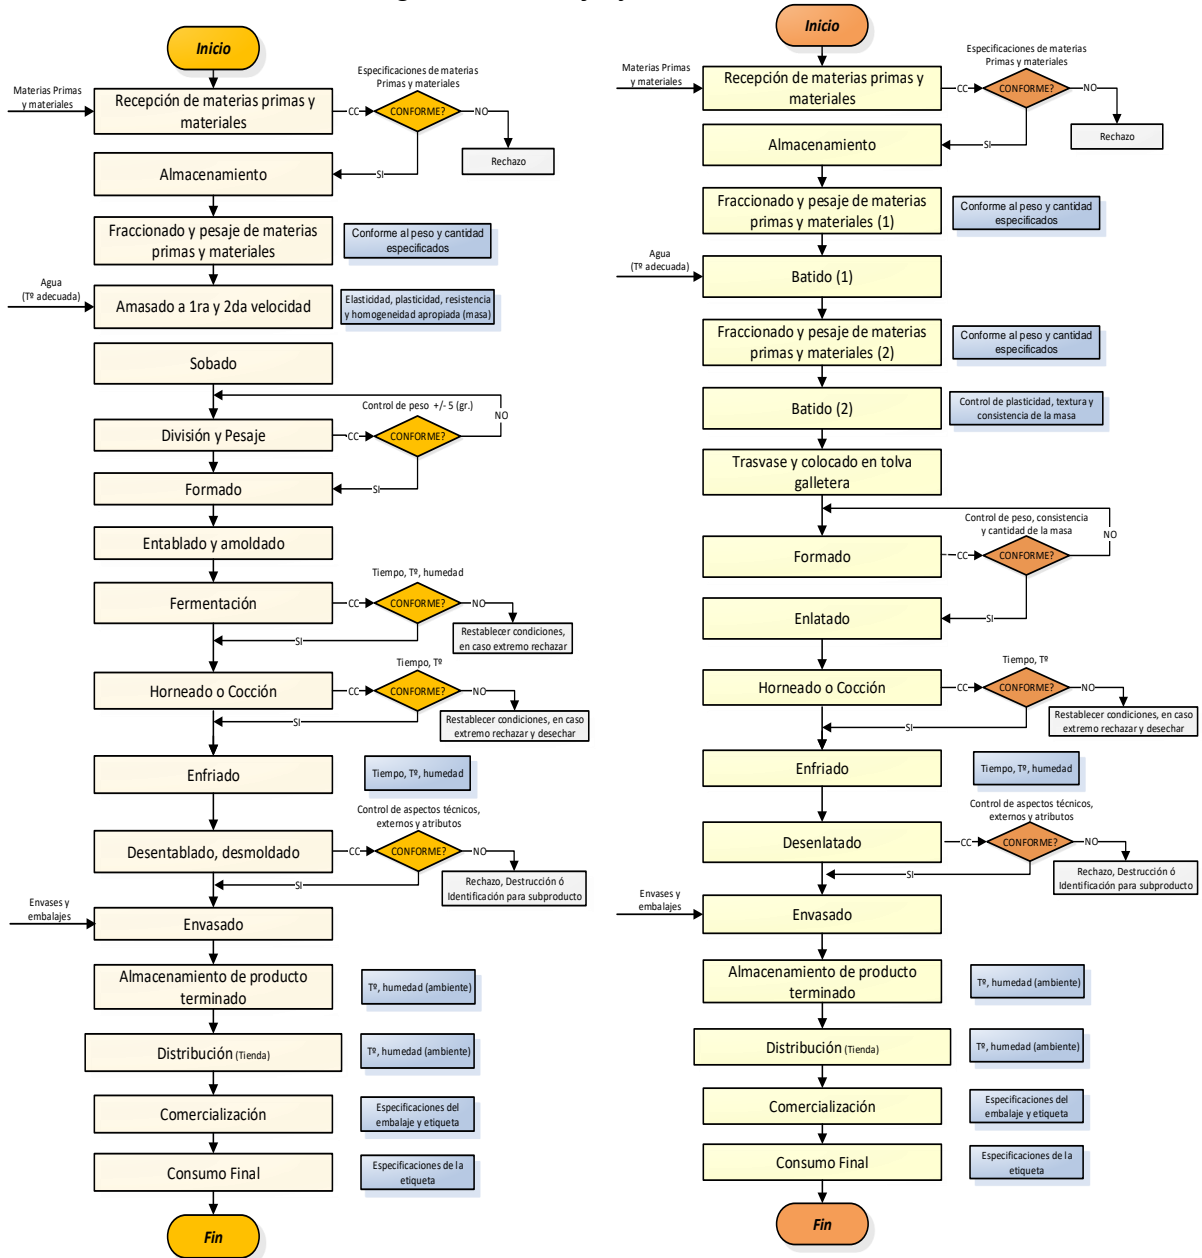 Inicio
Materias Primas
y materiales
Recepción de materias primas y
materiales
CC
Especificaciones de materias
Primas y materiales
CONFORME?
NO
Rechazo
SI
Almacenamiento
Fraccionado y pesaje de materias
primas y materiales
Conforme al peso y cantidad
especificados
Agua
(Tº adecuada)
Amasado a 1ra y 2da velocidad
Elasticidad, plasticidad, resistencia
y homogeneidad apropiada (masa)
Sobado
Control de peso +/- 5 (gr.)
NO
División y Pesaje
CC
CONFORME?
SI
Formado
Entablado y amoldado
Tiempo, Tº, humedad
Fermentación
CC
CONFORME?
NO
Restablecer condiciones,
en caso extremo rechazar
SI
Tiempo, Tº
Horneado o Cocción
CC
CONFORME?
NO
Restablecer condiciones, en caso
extremo rechazar y desechar
SI
Enfriado
Tiempo, Tº, humedad
Control de aspectos técnicos,
externos y atributos
Desentablado, desmoldado
CC
CONFORME?
NO
Rechazo, Destrucción ó
Identificación para subproducto
SI
Envases y
embalajes
Envasado
Almacenamiento de producto
terminado
Tº, humedad (ambiente)
Distribución (Tienda)
Tº, humedad (ambiente)
Comercialización
Especificaciones del
embalaje y etiqueta
Consumo Final
Especificaciones de la
etiqueta
Fin
Inicio
Materias Primas
y materiales
Recepción de materias primas y
materiales
CC
Especificaciones de materias
Primas y materiales
CONFORME?
NO
Rechazo
SI
Almacenamiento
Fraccionado y pesaje de materias
primas y materiales (1)
Conforme al peso y cantidad
especificados
Agua
(Tº adecuada)
Batido (1)
Fraccionado y pesaje de materias
primas y materiales (2)
Conforme al peso y cantidad
especificados
Batido (2)
Control de plasticidad, textura y
consistencia de la masa
Trasvase y colocado en tolva
galletera
Control de peso, consistencia
y cantidad de la masa
NO
Formado
CC
CONFORME?
SI
Enlatado
Tiempo, Tº
Horneado o Cocción
CC
CONFORME?
NO
Restablecer condiciones, en caso
extremo rechazar y desechar
SI
Enfriado
Tiempo, Tº, humedad
Control de aspectos técnicos,
externos y atributos
Desenlatado
CC
CONFORME?
NO
Rechazo, Destrucción ó
Identificación para subproducto
SI
Envases y
embalajes
Envasado
Almacenamiento de producto
terminado
Tº, humedad (ambiente)
Distribución (Tienda)
Tº, humedad (ambiente)
Comercialización
Especificaciones del
embalaje y etiqueta
Consumo Final
Especificaciones de la
etiqueta
Fin